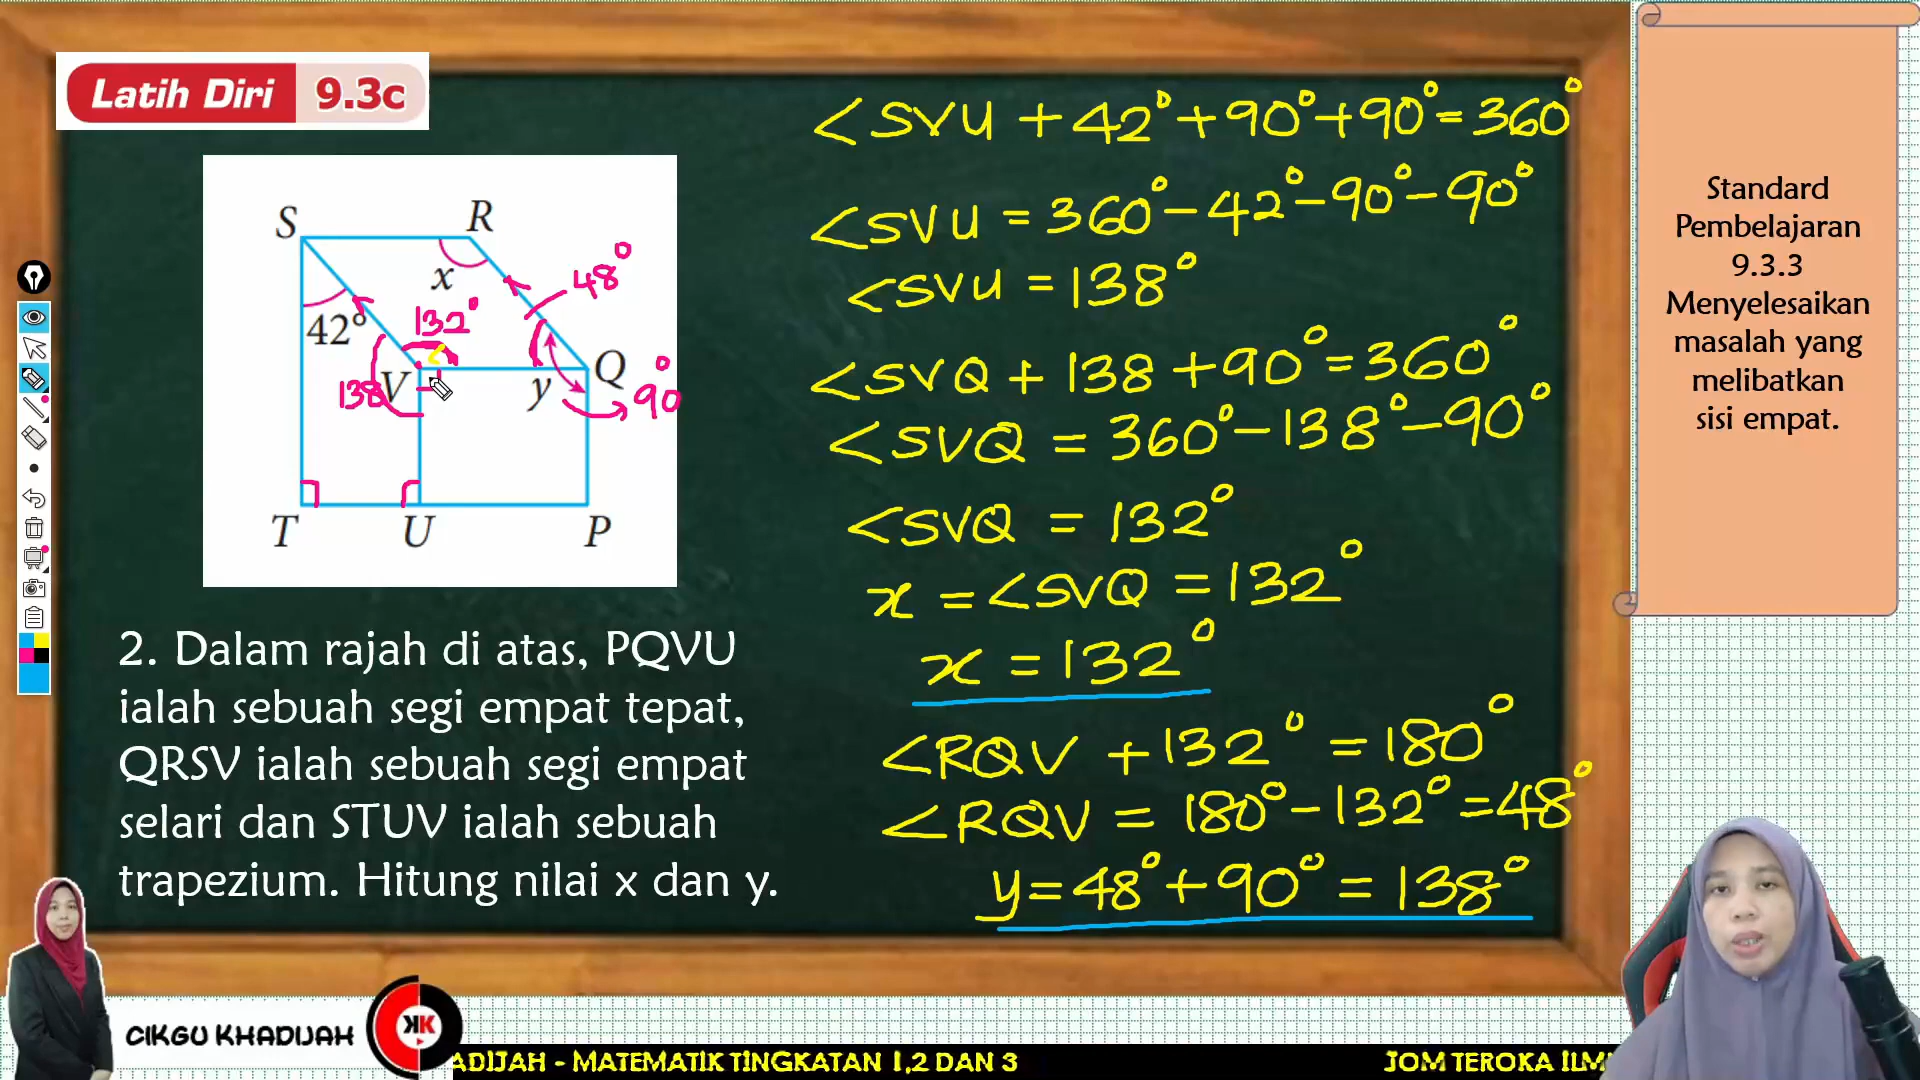 Latih Diri 9.3c
S
R
x
48°
132°
42°
138
V
Q
y
90°
T
U
P
2. Dalam rajah di atas, PQVU
ialah sebuah segi empat tepat,
QRSV ialah sebuah segi empat
selari dan STUV ialah sebuah
trapezium. Hitung nilai x dan y.
<SVU + 42° + 90° + 90° = 360°
<SVU = 360° - 42° - 90° - 90°
<SVU = 138°
<SVQ + 138 + 90° = 360°
<SVQ = 360° - 138° - 90°
<SVQ = 132°
x = <SVQ = 132°
x = 132°
<RQV + 132° = 180°
<RQV = 180° - 132° = 48°
y = 48° + 90° = 138°
Standard
Pembelajaran
9.3.3
Menyelesaikan
masalah yang
melibatkan
sisi empat.
CIKGU KHADIJAH
KK
ADIJAH - MATEMATIK TINGKATAN 1,2 DAN 3
JOM TEROKA ILM